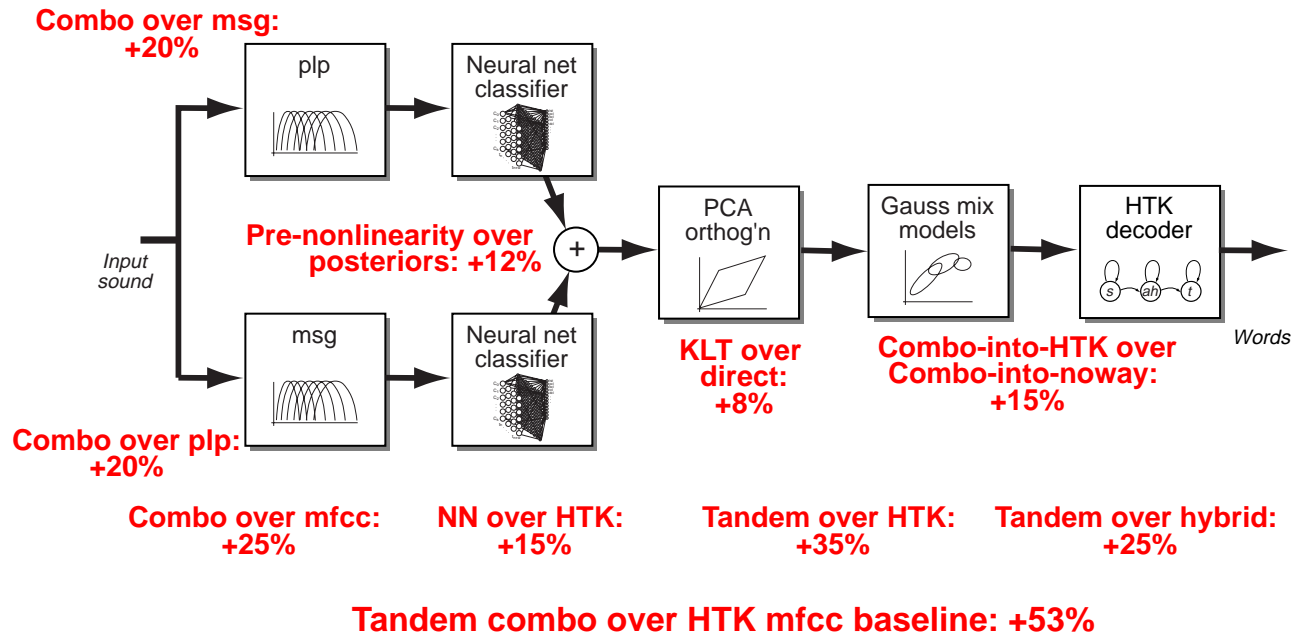 Combo over msg:
+20%
plp
Neural net
classifier
Pre-nonlinearity over
posteriors: +12%
+
Input
sound
PCA
orthog'n
Gauss mix
models
HTK
decoder
s
ah
t
Words
msg
Neural net
classifier
KLT over
direct:
+8%
Combo-into-HTK over
Combo-into-noway:
+15%
Combo over plp:
+20%
Combo over mfcc:
+25%
NN over HTK:
+15%
Tandem over HTK:
+35%
Tandem over hybrid:
+25%
Tandem combo over HTK mfcc baseline: +53%